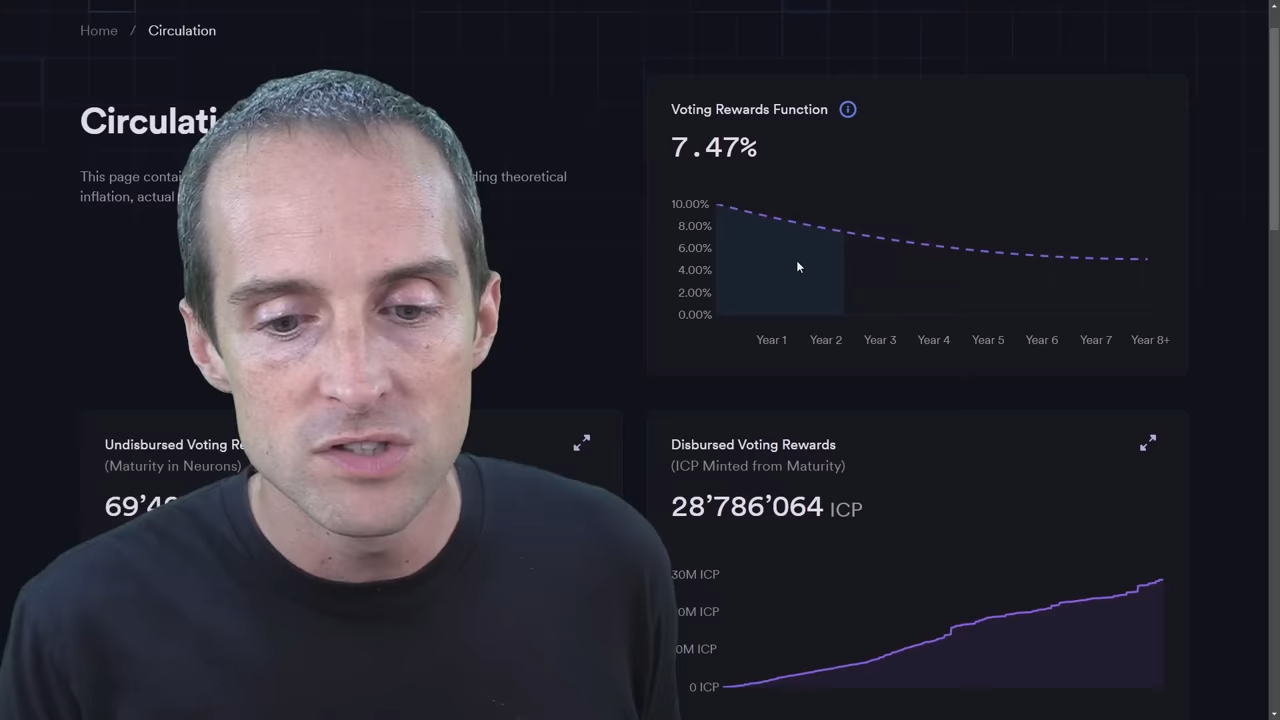 Home / Circulation
Circulati
This page contai
ding theoretical
inflation, actual
Voting Rewards Function
7.47%
10.00%
8.00%
6.00%
4.00%
2.00%
0.00%
Year 1 Year 2 Year 3 Year 4 Year 5 Year 6 Year 7 Year 8+
Undisbursed Voting Re
(Maturity in Neurons)
Disbursed Voting Rewards
(ICP Minted from Maturity)
28’786’064 ICP
30M ICP
0M ICP
0M ICP
0 ICP